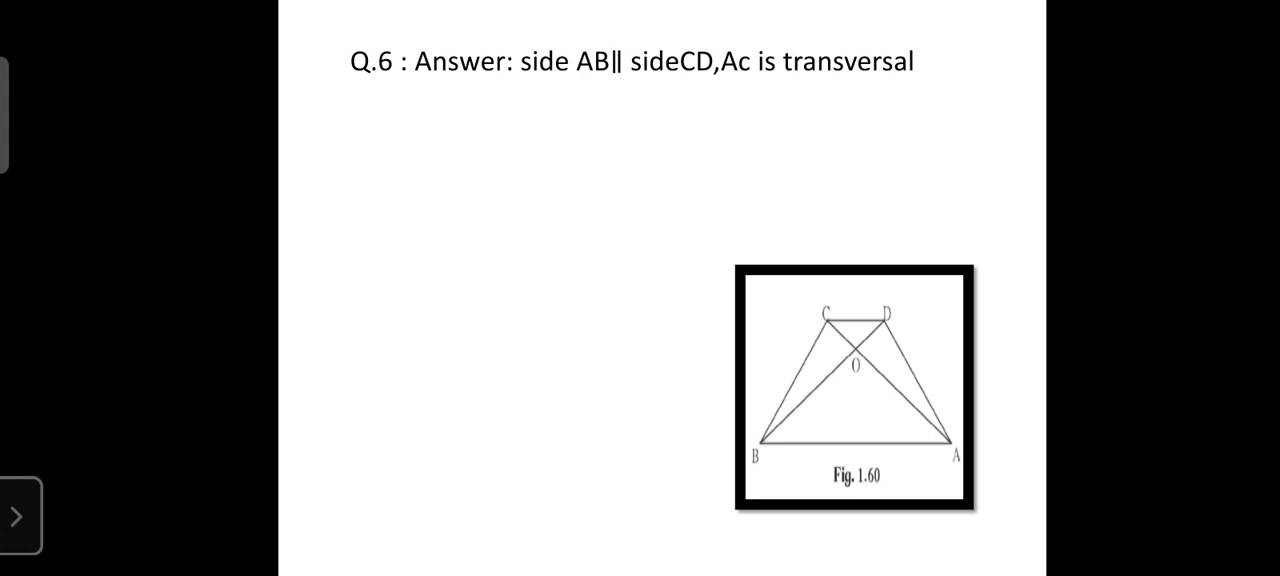 Q.6 : Answer: side AB|| sideCD,Ac is transversal
C D
O
B A
Fig. 1.60